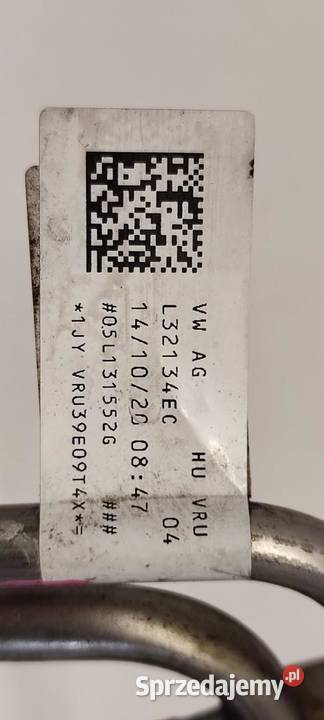 VW AG HU VRU
L32134EC 04
14/10/20 08:47
#05L131552G ###
*1JY VRU39E09T4X*=
Sprzedajemy.pl